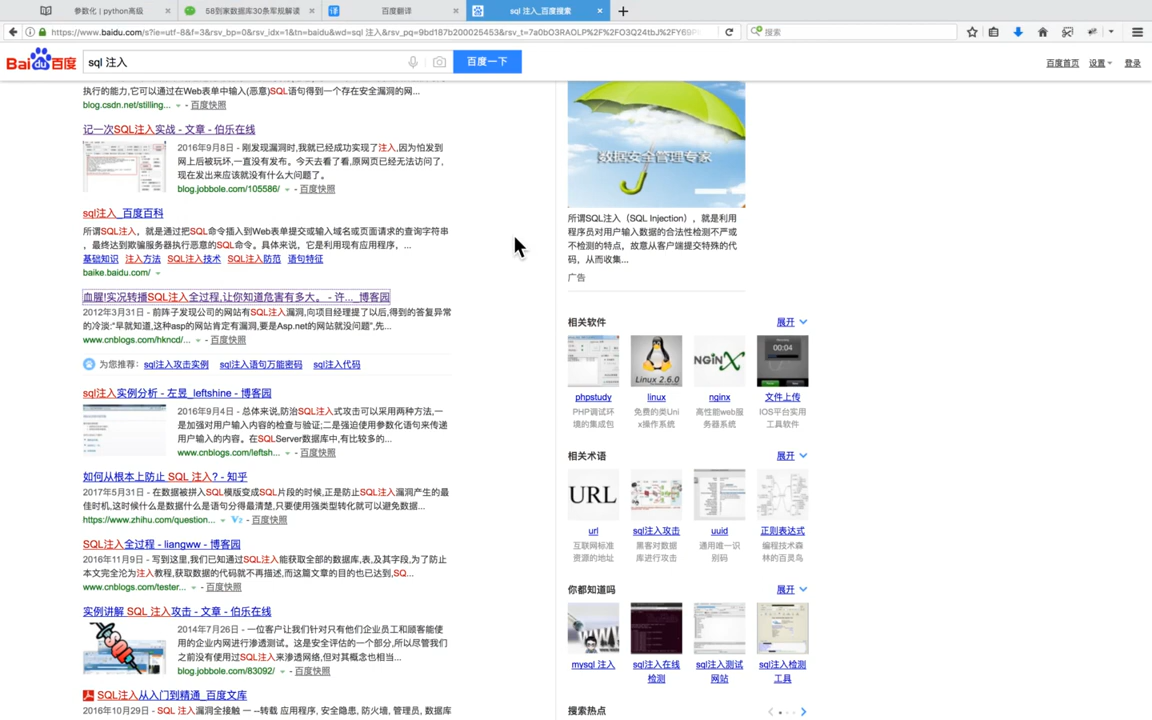 参数化 | python高级
58到家数据库30条军规解读
百度翻译
sql 注入_百度搜索
https://www.baidu.com/s?ie=utf-8&f=3&rsv_bp=0&rsv_idx=1&tn=baidu&wd=sql 注入&rsv_pq=9bd187b200025453&rsv_t=7a0bO3RAOLP%2F%2FO3Q24tbJ%2FY69P
搜索
Bai du 百度
sql 注入
百度一下
百度首页 设置 登录
执行的能力,它可以通过在Web表单中输入(恶意)SQL语句得到一个存在安全漏洞的网...
blog.csdn.net/stilling... - 百度快照
记一次SQL注入实战 - 文章 - 伯乐在线
2016年9月8日 - 刚发现漏洞时,我就已经成功实现了注入,因为怕发到
网上后被玩坏,一直没有发布。今天去看了看,原网页已经无法访问了,
现在发出来应该就没有什么大问题了。
blog.jobbole.com/105586/ - 百度快照
sql注入_百度百科
所谓SQL注入，就是通过把SQL命令插入到Web表单提交或输入域名或页面请求的查询字符串
，最终达到欺骗服务器执行恶意的SQL命令。具体来说，它是利用现有应用程序，...
基础知识 注入方法 SQL注入技术 SQL注入防范 语句特征
baike.baidu.com/
血腥!实况转播SQL注入全过程,让你知道危害有多大。 - 许..._博客园
2012年3月31日 - 前阵子发现公司的网站有SQL注入漏洞,向项目经理提了以后,得到的答复异常
的冷淡:"早就知道,这种asp的网站肯定有漏洞,要是Asp.net的网站就没问题",先...
www.cnblogs.com/hkncd/... - 百度快照
为您推荐: sql注入攻击实例 sql注入语句万能密码 sql注入代码
sql注入实例分析 - 左昱_leftshine - 博客园
2016年9月4日 - 总体来说,防治SQL注入式攻击可以采用两种方法,一
是加强对用户输入内容的检查与验证;二是强迫使用参数化语句来传递
用户输入的内容。在SQLServer数据库中,有比较多的...
www.cnblogs.com/leftsh... - 百度快照
如何从根本上防止 SQL 注入? - 知乎
2017年5月31日 - 在数据被拼入SQL模版变成SQL片段的时候,正是防止SQL注入漏洞产生的最
佳时机,这时候什么是数据什么是语句分得最清楚,只要使用强类型转化就可以避免数据...
https://www.zhihu.com/question... V2 - 百度快照
SQL注入全过程 - liangww - 博客园
2016年11月9日 - 写到这里,我们已知通过SQL注入能获取全部的数据库,表,及其字段,为了防止
本文完全沦为注入教程,获取数据的代码就不再描述,而这篇文章的目的也已达到,SQ...
www.cnblogs.com/tester... - 百度快照
实例讲解 SQL 注入攻击 - 文章 - 伯乐在线
2014年7月26日 - 一位客户让我们针对只有他们企业员工和顾客能使
用的企业内网进行渗透测试。这是安全评估的一个部分,所以尽管我们
之前没有使用过SQL注入来渗透网络,但对其概念也相当...
blog.jobbole.com/83092/ - 百度快照
SQL注入从入门到精通_百度文库
2016年10月29日 - SQL 注入漏洞全接触 一 --转载 应用程序, 安全隐患, 防火墙, 管理员, 数据库
数据安全管理专家
所谓SQL注入（SQL Injection），就是利用
程序员对用户输入数据的合法性检测不严或
不检测的特点，故意从客户端提交特殊的代
码，从而收集...
广告
相关软件 展开
Linux 2.6.0
NGINX
00:04
phpstudy linux nginx 文件上传
PHP调试环境的集成包
免费的类Unix操作系统
高性能web服务器系统
IOS平台实用工具软件
相关术语 展开
URL
url sql注入攻击 uuid 正则表达式
互联网标准资源的地址
黑客对数据库进行攻击
通用唯一识别码
编程技术森林的百灵鸟
你都知道吗 展开
WWW
mysql 注入
sql注入在线检测
sql注入测试网站
sql注入检测工具
搜索热点